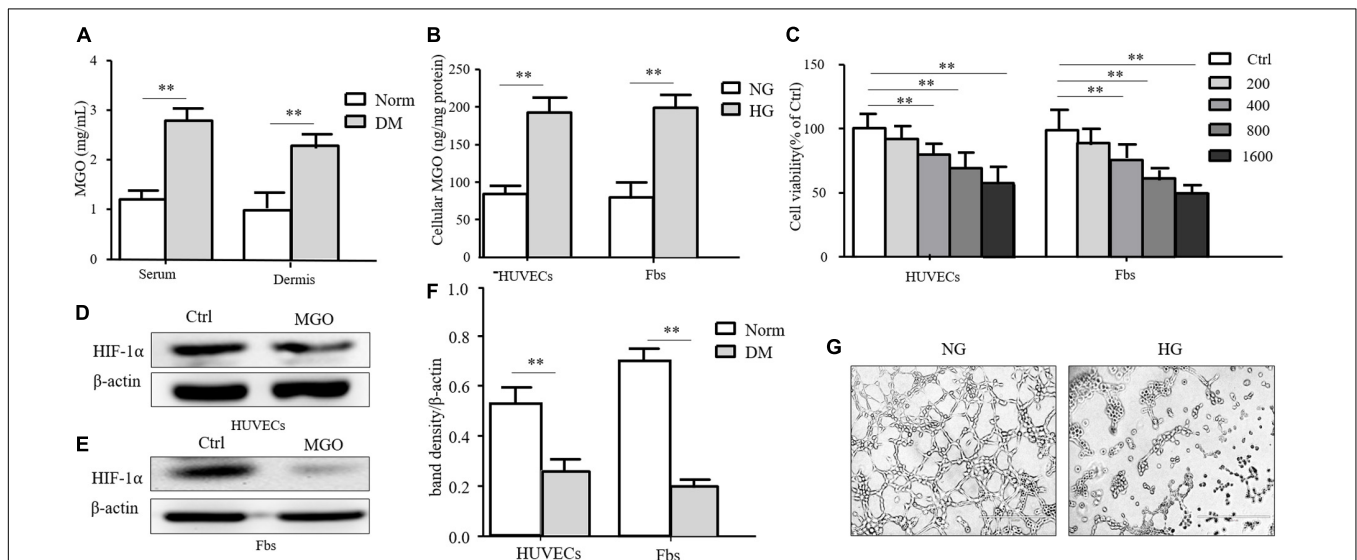 A
MGO (mg/mL)
4
3
2
1
0
**
**
Serum
Dermis
Norm
DM
B
Cellular MGO (ng/mg protein)
250
200
150
100
50
0
**
**
HUVECs
Fbs
NG
HG
C
Cell viability(% of Ctrl)
150
100
50
0
**
**
**
**
**
**
HUVECs
Fbs
Ctrl
200
400
800
1600
D
Ctrl MGO
HIF-1α
β-actin
HUVECs
E
Ctrl MGO
HIF-1α
β-actin
Fbs
F
band density/β-actin
1.0
0.8
0.6
0.4
0.2
0.0
**
**
HUVECs
Fbs
Norm
DM
G
NG HG